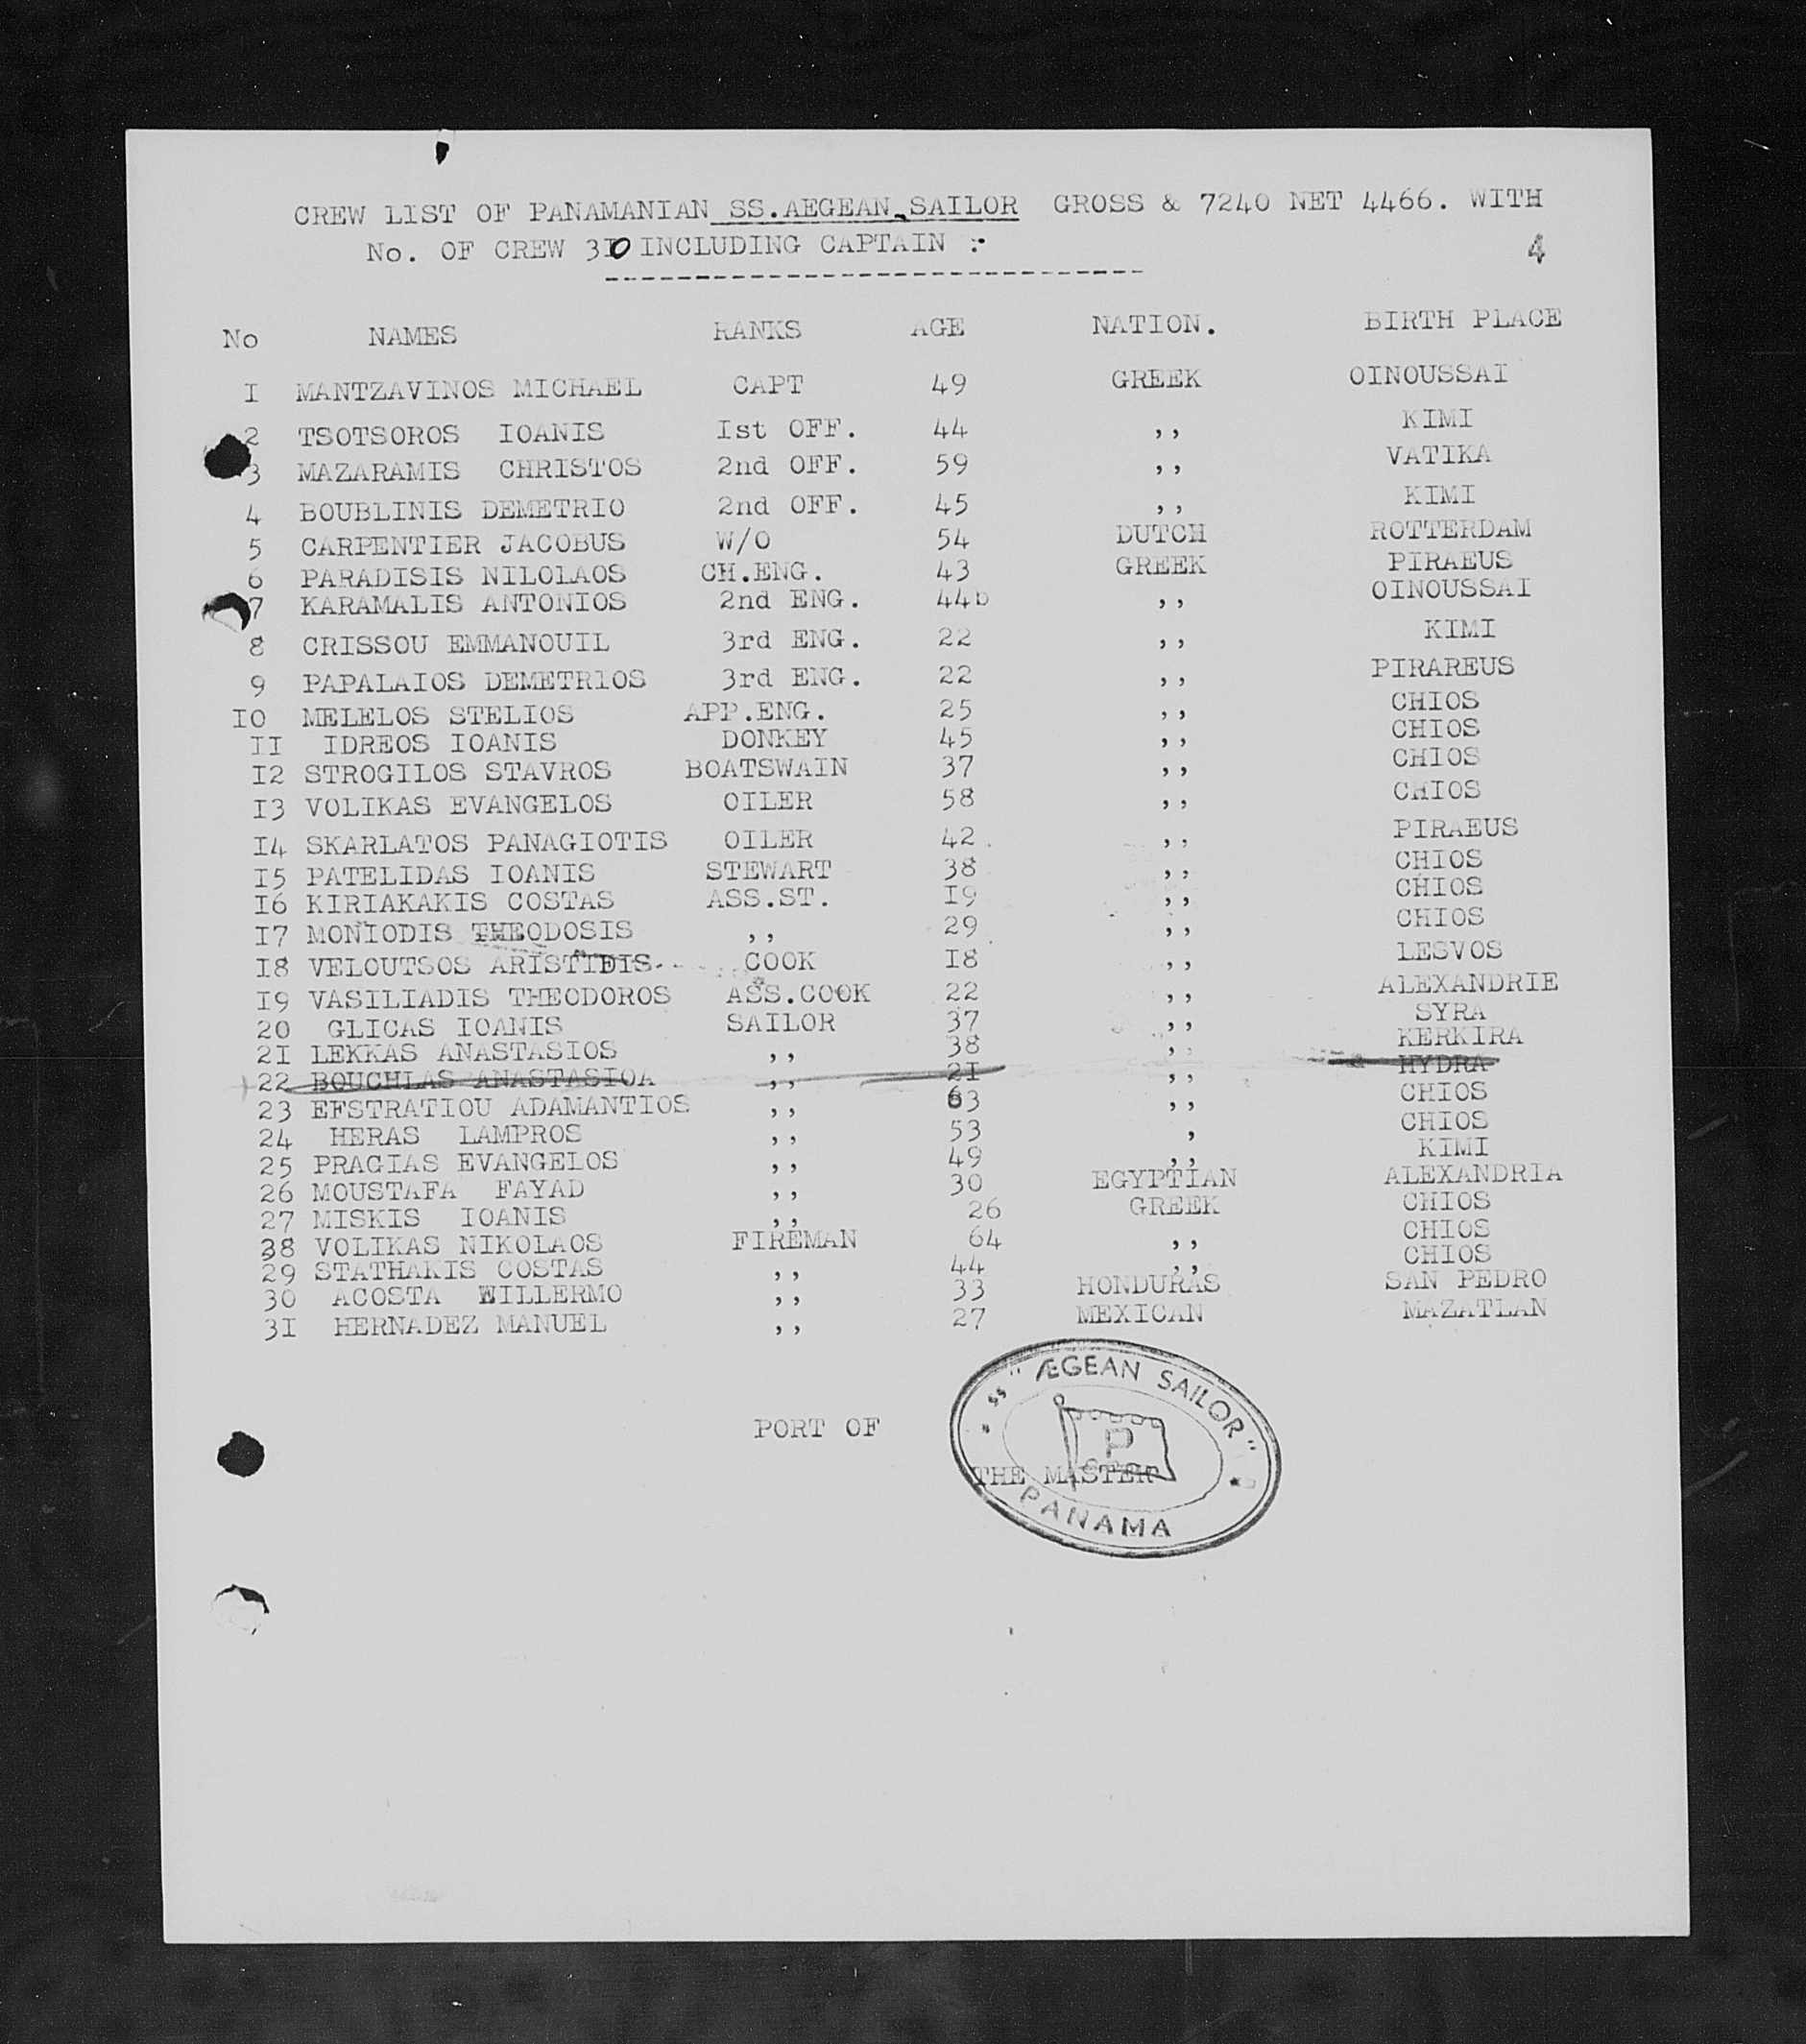 CREW LIST OF PANAMANIAN SS.AEGEAN SAILOR GROSS & 7240 NET 4466. WITH
No. OF CREW 30 INCLUDING CAPTAIN :-
4
------------------------------
No NAMES RANKS AGE NATION. BIRTH PLACE
I MANTZAVINOS MICHAEL CAPT 49 GREEK OINOUSSAI
2 TSOTSOROS IOANIS Ist OFF. 44 ,, KIMI
3 MAZARAMIS CHRISTOS 2nd OFF. 59 ,, VATIKA
4 BOUBLINIS DEMETRIO 2nd OFF. 45 ,, KIMI
5 CARPENTIER JACOBUS W/O 54 DUTCH ROTTERDAM
6 PARADISIS NILOLAOS CH.ENG. 43 GREEK PIRAEUS
7 KARAMALIS ANTONIOS 2nd ENG. 44b ,, OINOUSSAI
8 CRISSOU EMMANOUIL 3rd ENG. 22 ,, KIMI
9 PAPALAIOS DEMETRIOS 3rd ENG. 22 ,, PIRAREUS
IO MELELOS STELIOS APP.ENG. 25 ,, CHIOS
II IDREOS IOANIS DONKEY 45 ,, CHIOS
I2 STROGILOS STAVROS BOATSWAIN 37 ,, CHIOS
I3 VOLIKAS EVANGELOS OILER 58 ,, CHIOS
I4 SKARLATOS PANAGIOTIS OILER 42. ,, PIRAEUS
I5 PATELIDAS IOANIS STEWART 38 ,, CHIOS
I6 KIRIAKAKIS COSTAS ASS.ST. I9 ,, CHIOS
I7 MONIODIS THEODOSIS ,, 29 ,, CHIOS
I8 VELOUTSOS ARISTIDIS COOK I8 ,, LESVOS
I9 VASILIADIS THEODOROS ASS.COOK 22 ,, ALEXANDRIE
20 GLICAS IOANIS SAILOR 37 ,, SYRA
2I LEKKAS ANASTASIOS ,, 38 ,, KERKIRA
22 BOUCHLAS ANASTASIOA ,, 2I ,, HYDRA
23 EFSTRATIOU ADAMANTIOS ,, 63 ,, CHIOS
24 HERAS LAMPROS ,, 53 , CHIOS
25 PRAGIAS EVANGELOS ,, 49 ,, KIMI
26 MOUSTAFA FAYAD ,, 30 EGYPTIAN ALEXANDRIA
27 MISKIS IOANIS ,, 26 GREEK CHIOS
38 VOLIKAS NIKOLAOS FIREMAN 64 ,, CHIOS
29 STATHAKIS COSTAS ,, 44 ,, CHIOS
30 ACOSTA WILLERMO ,, 33 HONDURAS SAN PEDRO
3I HERNADEZ MANUEL ,, 27 MEXICAN MAZATLAN
PORT OF
SS "ÆGEAN SAILOR"
P
THE MASTER
PANAMA